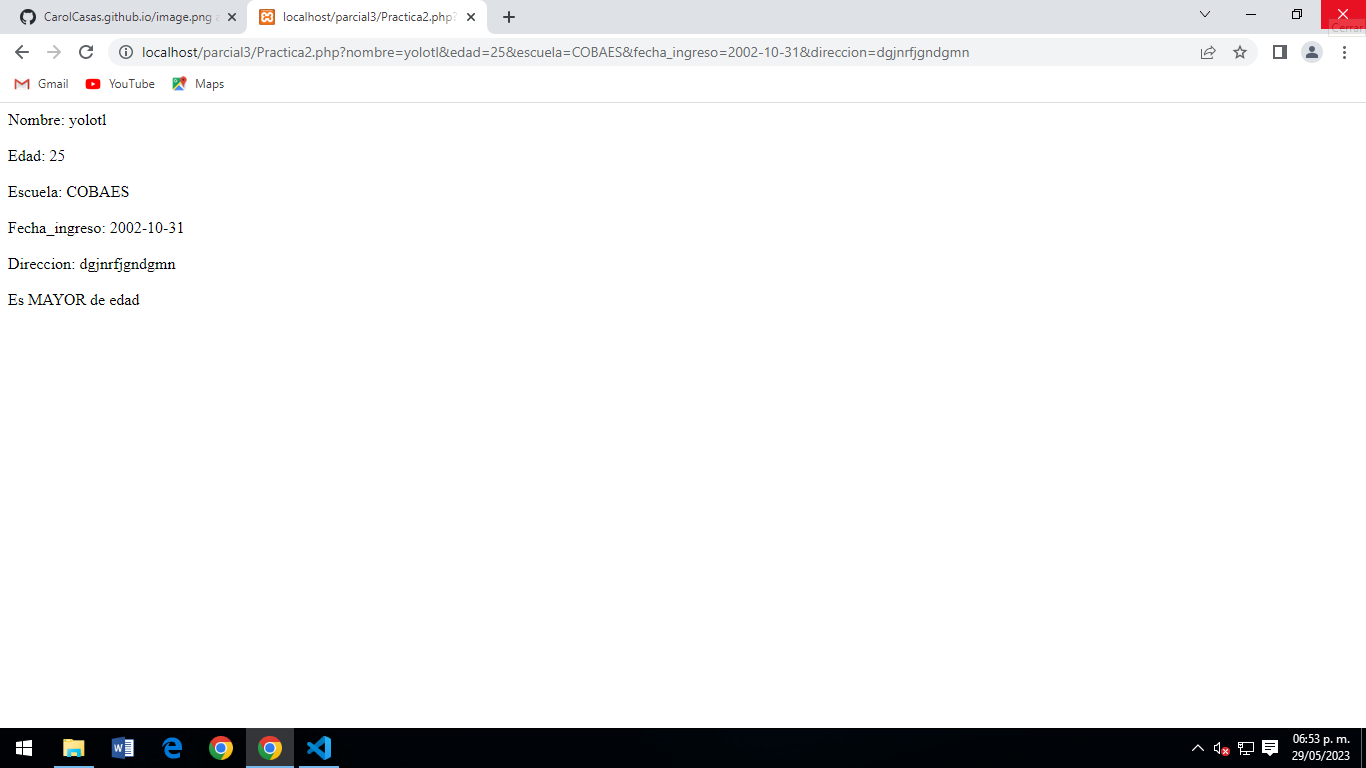 CarolCasas.github.io/image.png a
localhost/parcial3/Practica2.php?
Cerrar
localhost/parcial3/Practica2.php?nombre=yolotl&edad=25&escuela=COBAES&fecha_ingreso=2002-10-31&direccion=dgjnrfjgndgmn
Gmail YouTube Maps
Nombre: yolotl
Edad: 25
Escuela: COBAES
Fecha_ingreso: 2002-10-31
Direccion: dgjnrfjgndgmn
Es MAYOR de edad
06:53 p. m.
29/05/2023